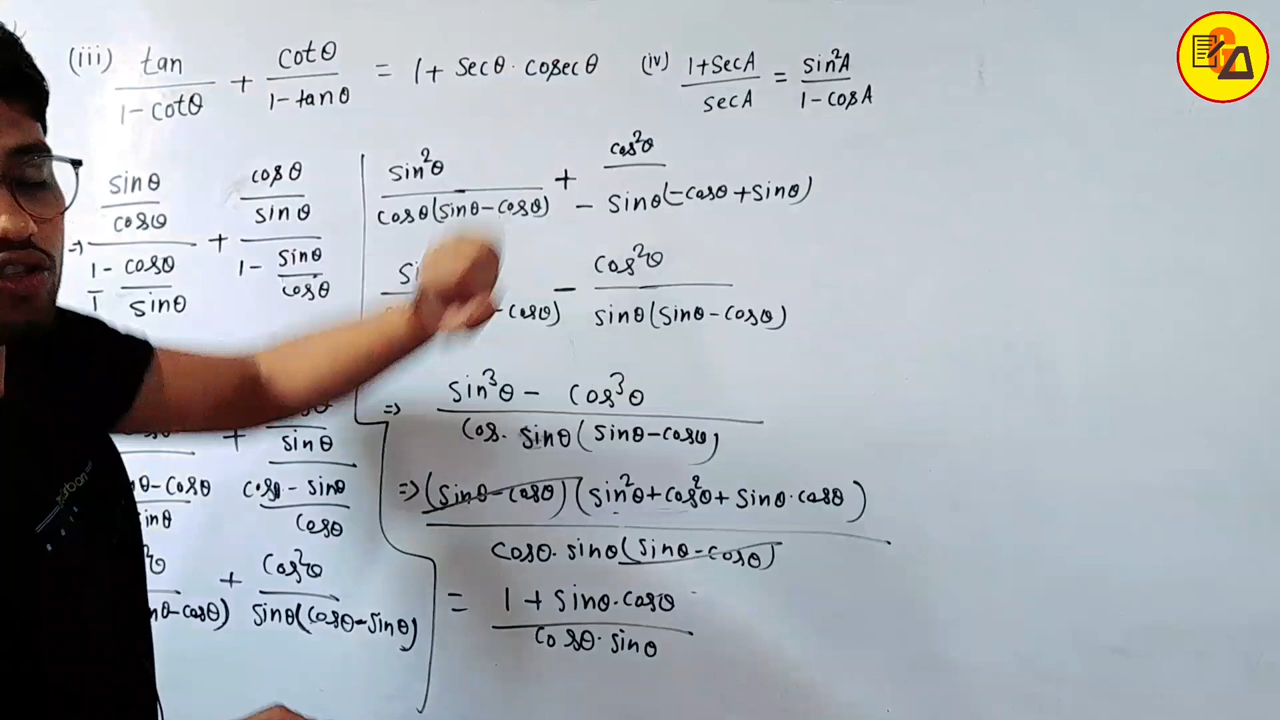 (iii) tan / 1 - cotθ + cotθ / 1 - tanθ = 1 + secθ · cosecθ
(iv) 1 + secA / secA = sin²A / 1 - cosA
⇒ sinθ / cosθ / 1/1 - cosθ / sinθ + cosθ / sinθ / 1 - sinθ / cosθ
+ sinθ / cosθ - sinθ / cosθ
θ - cosθ
+ cos²θ / sinθ(cosθ - sinθ)
sin²θ / cosθ(sinθ - cosθ) + cos²θ / - sinθ(-cosθ + sinθ)
- cosθ) - cos²θ / sinθ(sinθ - cosθ)
⇒ sin³θ - cos³θ / cos. sinθ(sinθ - cosθ)
⇒ (sinθ - cosθ)(sin²θ + cos²θ + sinθ · cosθ) / cosθ · sinθ(sinθ - cosθ)
= 1 + sinθ · cosθ / cosθ · sinθ